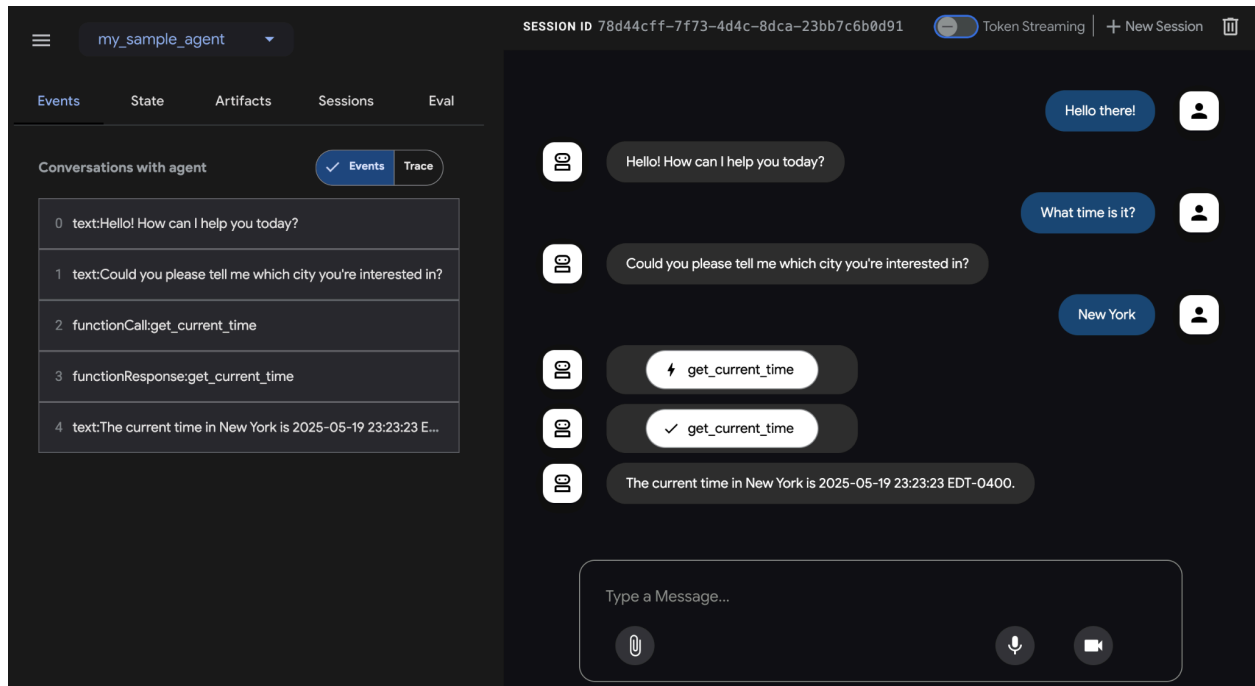 my_sample_agent
SESSION ID 78d44cff-7f73-4d4c-8dca-23bb7c6b0d91
Token Streaming
New Session
Events State Artifacts Sessions Eval
Conversations with agent
Events Trace
0 text:Hello! How can I help you today?
1 text:Could you please tell me which city you're interested in?
2 functionCall:get_current_time
3 functionResponse:get_current_time
4 text:The current time in New York is 2025-05-19 23:23:23 E...
Hello there!
Hello! How can I help you today?
What time is it?
Could you please tell me which city you're interested in?
New York
get_current_time
get_current_time
The current time in New York is 2025-05-19 23:23:23 EDT-0400.
Type a Message...